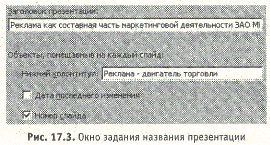 Заголовок презентации:
Реклама как составная часть маркетинговой деятельности ЗАО МІ
Объекты, помещаемые на каждый слайд:
Нижний колонтитул: Реклама - двигатель торговли
Дата последнего изменения
Номер слайда
Рис. 17.3. Окно задания названия презентации